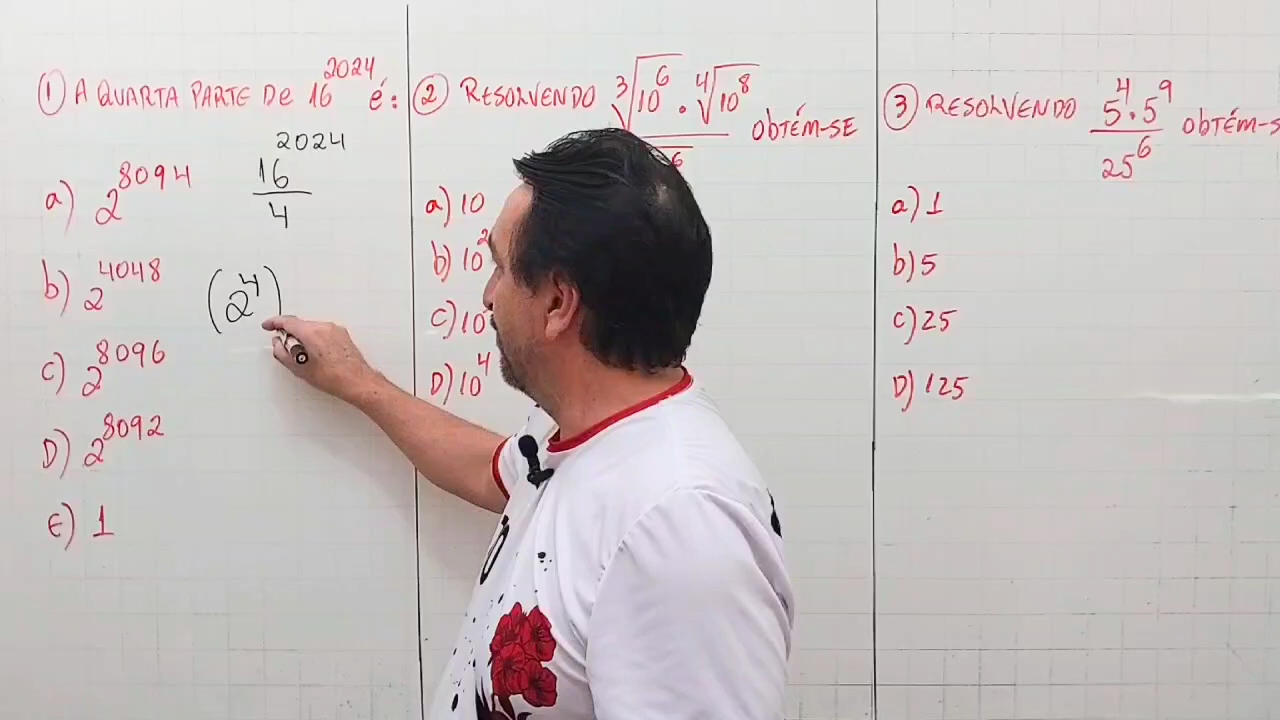 ① A QUARTA PARTE DE 16^2024 é:
16^2024
4
a) 2^8094
b) 2^4048
(2^4)
c) 2^8096
D) 2^8092
E) 1
② RESOLVENDO ∛10^6 . ∜10^8 OBTÉM-SE
6
a) 10
b) 10^2
c) 10
D) 10^4
③ RESOLVENDO 5^4 . 5^9 OBTÉM-S
25^6
a) 1
b) 5
c) 25
D) 125